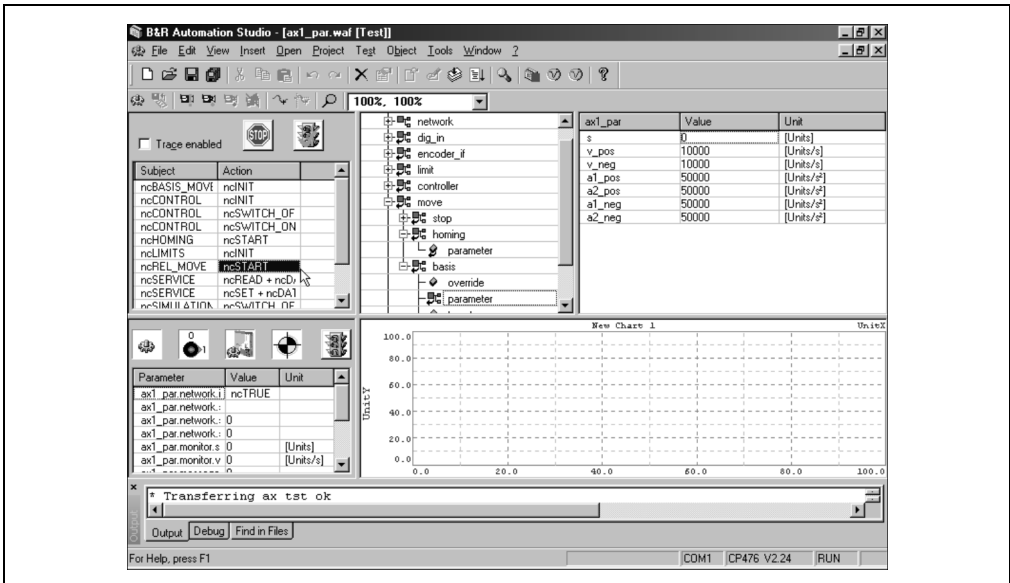 B&R Automation Studio - [ax1_par.waf [Test]]
File Edit View Insert Open Project Test Object Tools Window ?
100%, 100%
Trace enabled
STOP
Subject Action
ncBASIS_MOVE ncINIT
ncCONTROL ncINIT
ncCONTROL ncSWITCH_OF
ncCONTROL ncSWITCH_ON
ncHOMING ncSTART
ncLIMITS ncINIT
ncREL_MOVE ncSTART
ncSERVICE ncREAD + ncD
ncSERVICE ncSET + ncDAT
ncSIMULATION ncSWITCH_OF
network
dig_in
encoder_if
limit
controller
move
stop
homing
parameter
basis
override
parameter
ax1_par Value Unit
s 0 [Units]
v_pos 10000 [Units/s]
v_neg 10000 [Units/s]
a1_pos 50000 [Units/s²]
a2_pos 50000 [Units/s²]
a1_neg 50000 [Units/s²]
a2_neg 50000 [Units/s²]
0
1
Parameter Value Unit
ax1_par.network.i ncTRUE
ax1_par.network.:
ax1_par.network.: 0
ax1_par.network.: 0
ax1_par.monitor.s 0 [Units]
ax1_par.monitor.v 0 [Units/s]
New Chart 1 UnitX
UnitY
100.0
80.0
60.0
40.0
20.0
0.0
0.0 20.0 40.0 60.0 80.0 100.0
* Transferring ax tst ok
Output
Output Debug Find in Files
For Help, press F1 COM1 CP476 V2.24 RUN